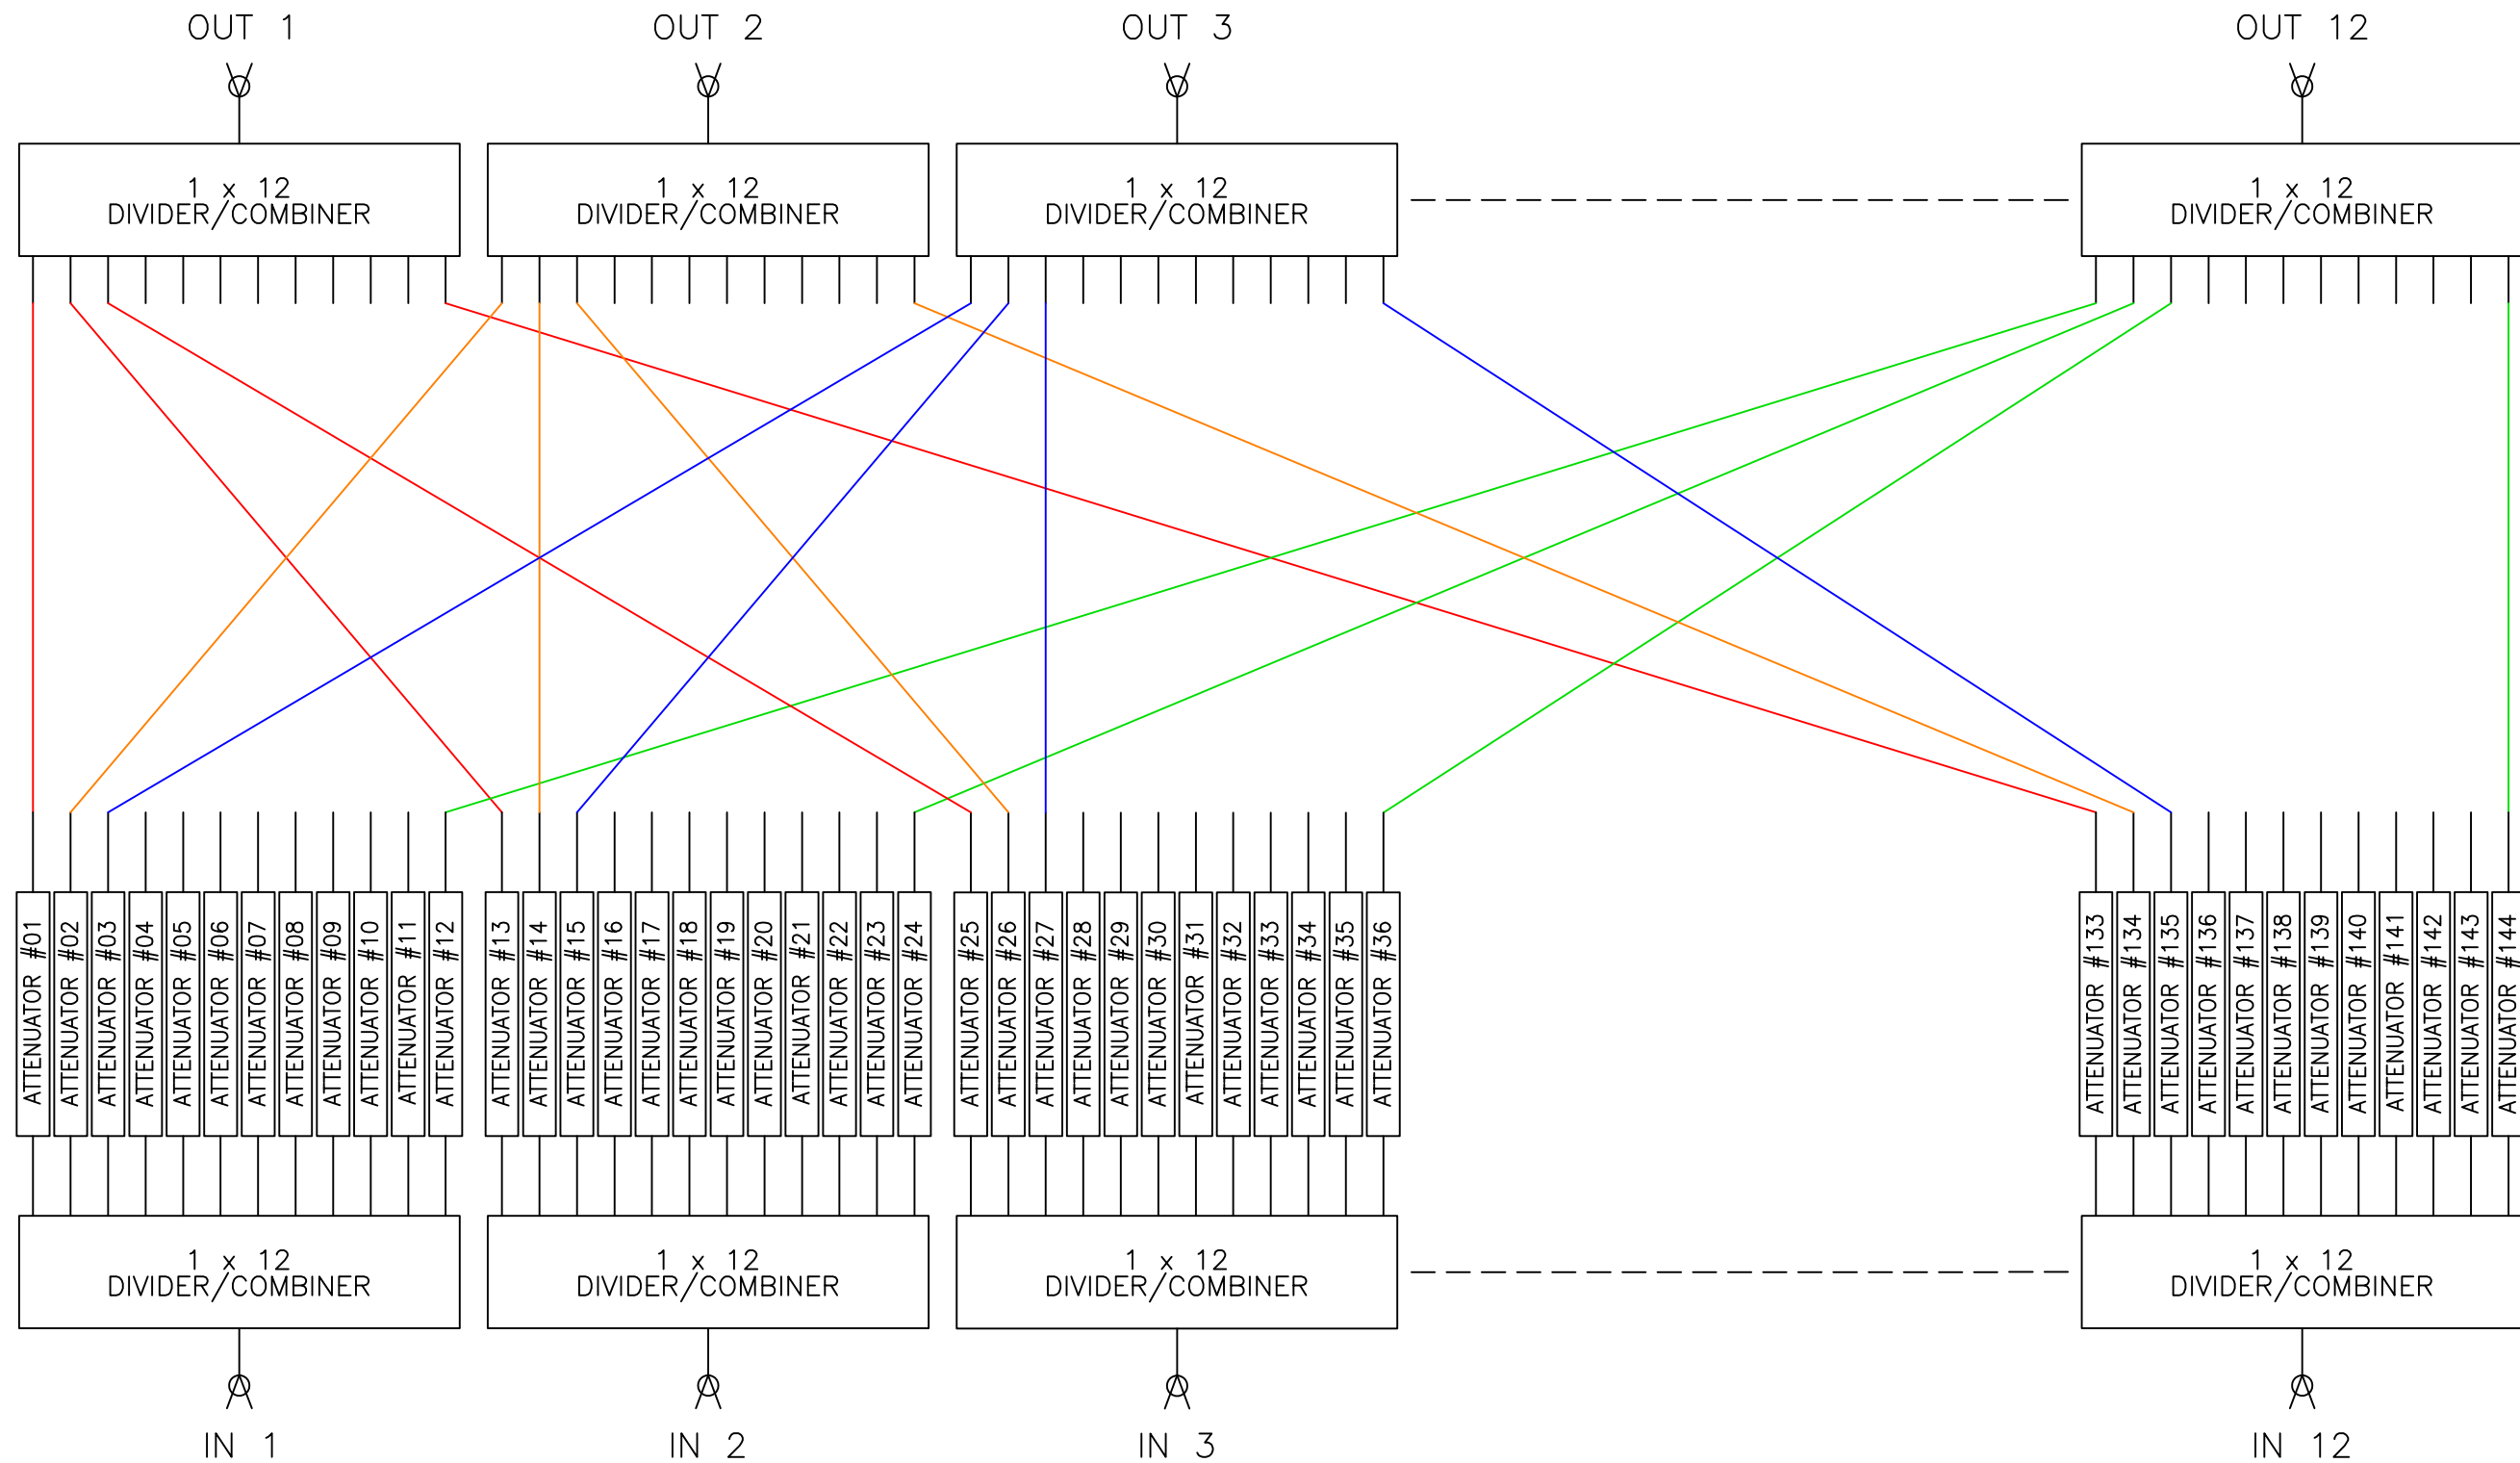 OUT 1
OUT 2
OUT 3
OUT 12
1 x 12
DIVIDER/COMBINER
1 x 12
DIVIDER/COMBINER
1 x 12
DIVIDER/COMBINER
1 x 12
DIVIDER/COMBINER
ATTENUATOR #01
ATTENUATOR #02
ATTENUATOR #03
ATTENUATOR #04
ATTENUATOR #05
ATTENUATOR #06
ATTENUATOR #07
ATTENUATOR #08
ATTENUATOR #09
ATTENUATOR #10
ATTENUATOR #11
ATTENUATOR #12
ATTENUATOR #13
ATTENUATOR #14
ATTENUATOR #15
ATTENUATOR #16
ATTENUATOR #17
ATTENUATOR #18
ATTENUATOR #19
ATTENUATOR #20
ATTENUATOR #21
ATTENUATOR #22
ATTENUATOR #23
ATTENUATOR #24
ATTENUATOR #25
ATTENUATOR #26
ATTENUATOR #27
ATTENUATOR #28
ATTENUATOR #29
ATTENUATOR #30
ATTENUATOR #31
ATTENUATOR #32
ATTENUATOR #33
ATTENUATOR #34
ATTENUATOR #35
ATTENUATOR #36
ATTENUATOR #133
ATTENUATOR #134
ATTENUATOR #135
ATTENUATOR #136
ATTENUATOR #137
ATTENUATOR #138
ATTENUATOR #139
ATTENUATOR #140
ATTENUATOR #141
ATTENUATOR #142
ATTENUATOR #143
ATTENUATOR #144
1 x 12
DIVIDER/COMBINER
1 x 12
DIVIDER/COMBINER
1 x 12
DIVIDER/COMBINER
1 x 12
DIVIDER/COMBINER
IN 1
IN 2
IN 3
IN 12